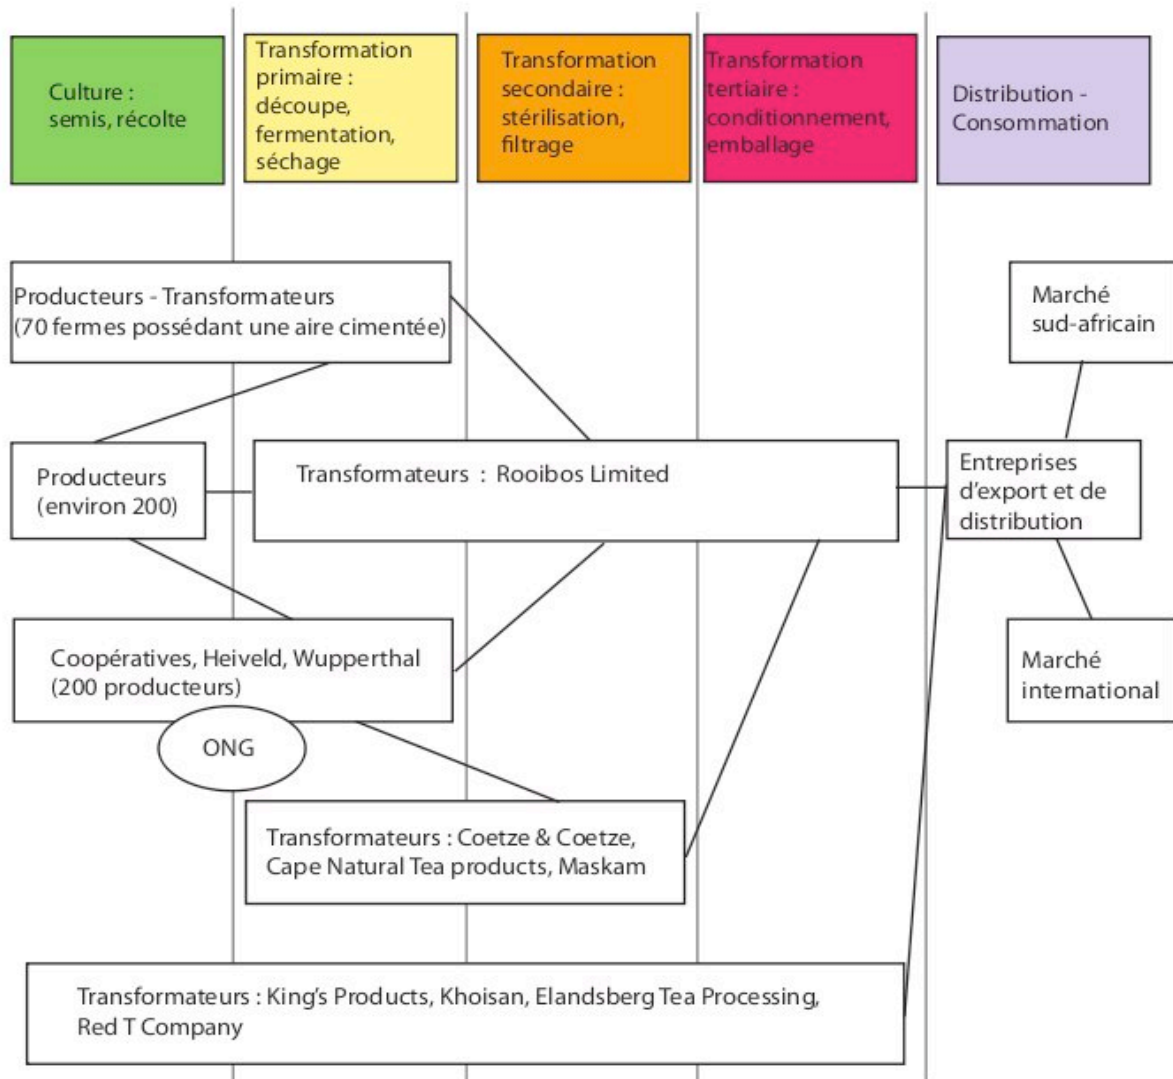 Culture :
semis, récolte
Transformation
primaire :
découpe,
fermentation,
séchage
Transformation
secondaire :
stérilisation,
filtrage
Transformation
tertiaire :
conditionnement,
emballage
Distribution -
Consommation
Producteurs - Transformateurs
(70 fermes possédant une aire cimentée)
Marché
sud-africain
Producteurs
(environ 200)
Transformateurs : Rooibos Limited
Entreprises
d'export et de
distribution
Coopératives, Heiveld, Wupperthal
(200 producteurs)
Marché
international
ONG
Transformateurs : Coetze & Coetze,
Cape Natural Tea products, Maskam
Transformateurs : King's Products, Khoisan, Elandsberg Tea Processing,
Red T Company